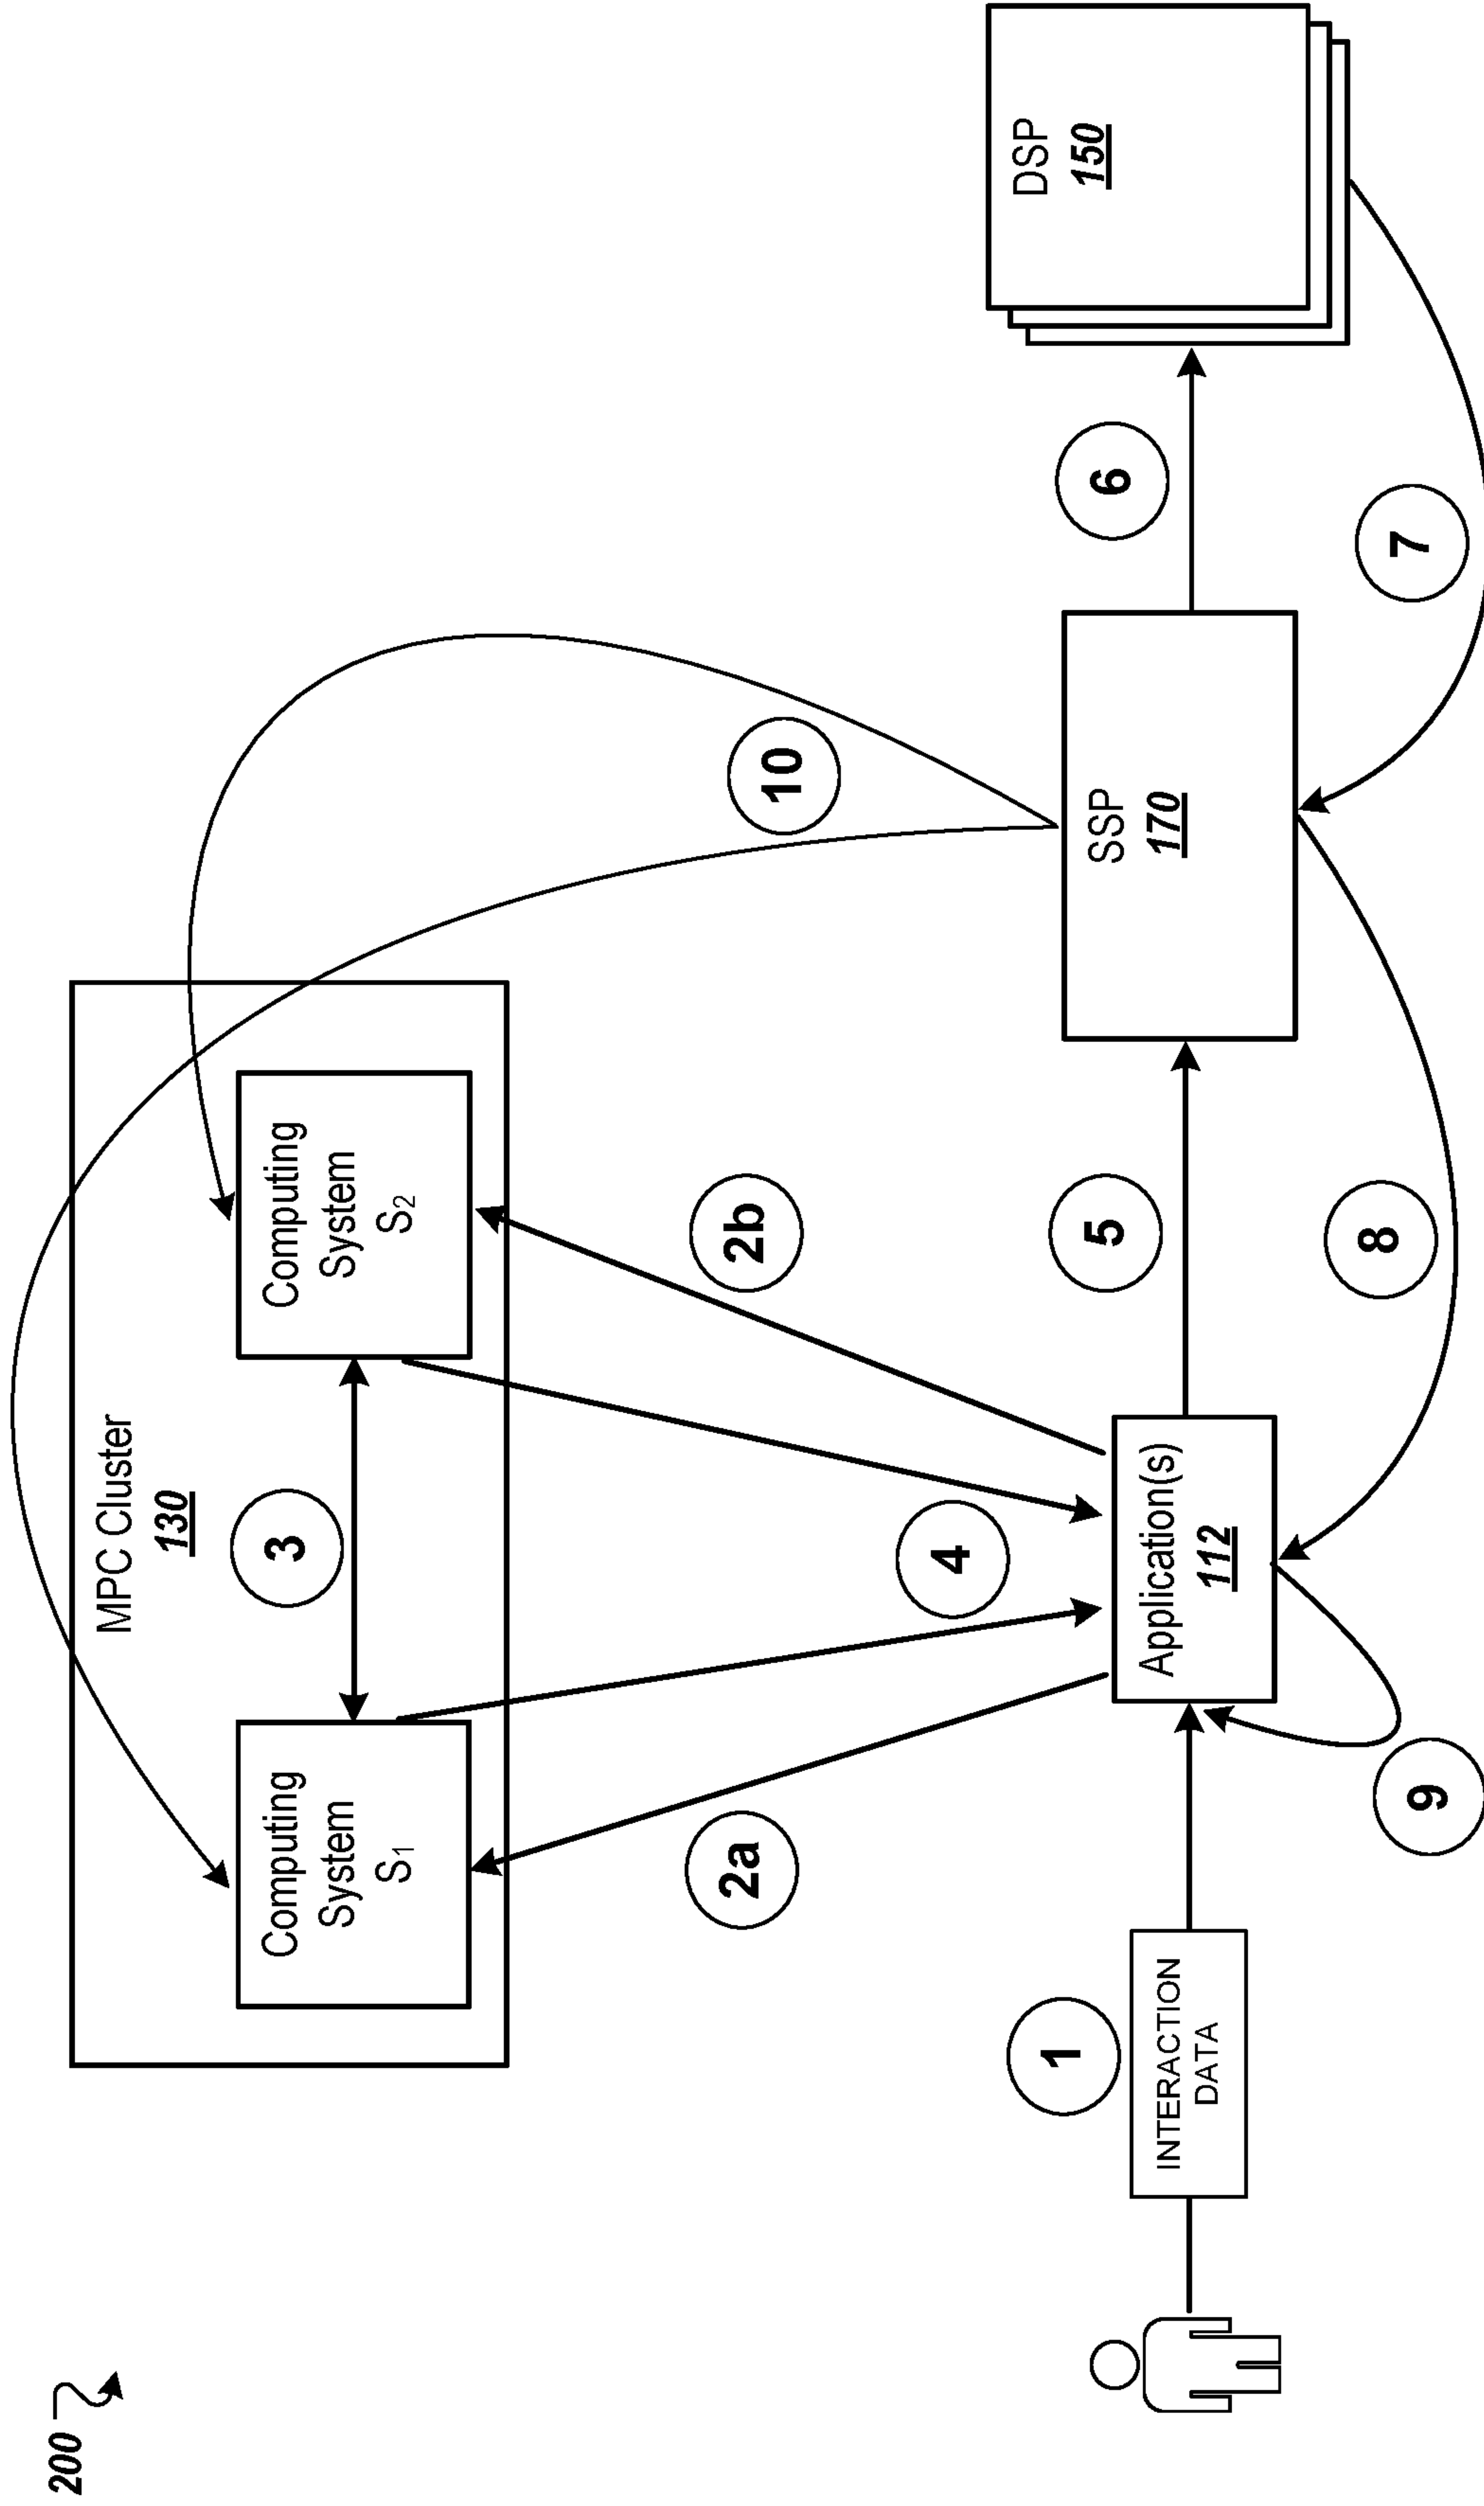 200
MPC Cluster
130
Computing
System
S1
3
Computing
System
S2
10
2a
4
2b
1
INTERACTION
DATA
Application(s)
112
5
SSP
170
6
DSP
150
9
8
7